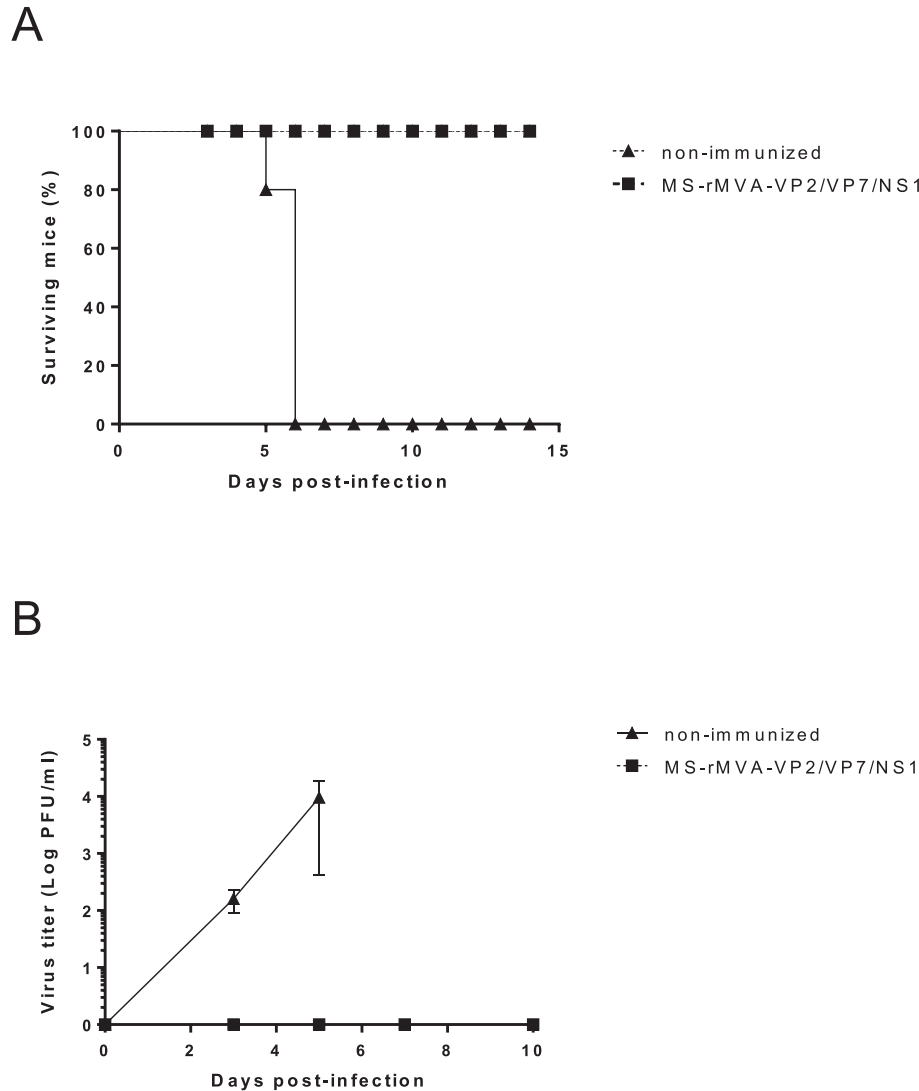 A
Surviving mice (%)
100
80
60
40
20
0
0 5 10 15
Days post-infection
non-immunized
MS-rMVA-VP2/VP7/NS1
B
Virus titer (Log PFU/ml)
5
4
3
2
1
0
0 2 4 6 8 10
Days post-infection
non-immunized
MS-rMVA-VP2/VP7/NS1